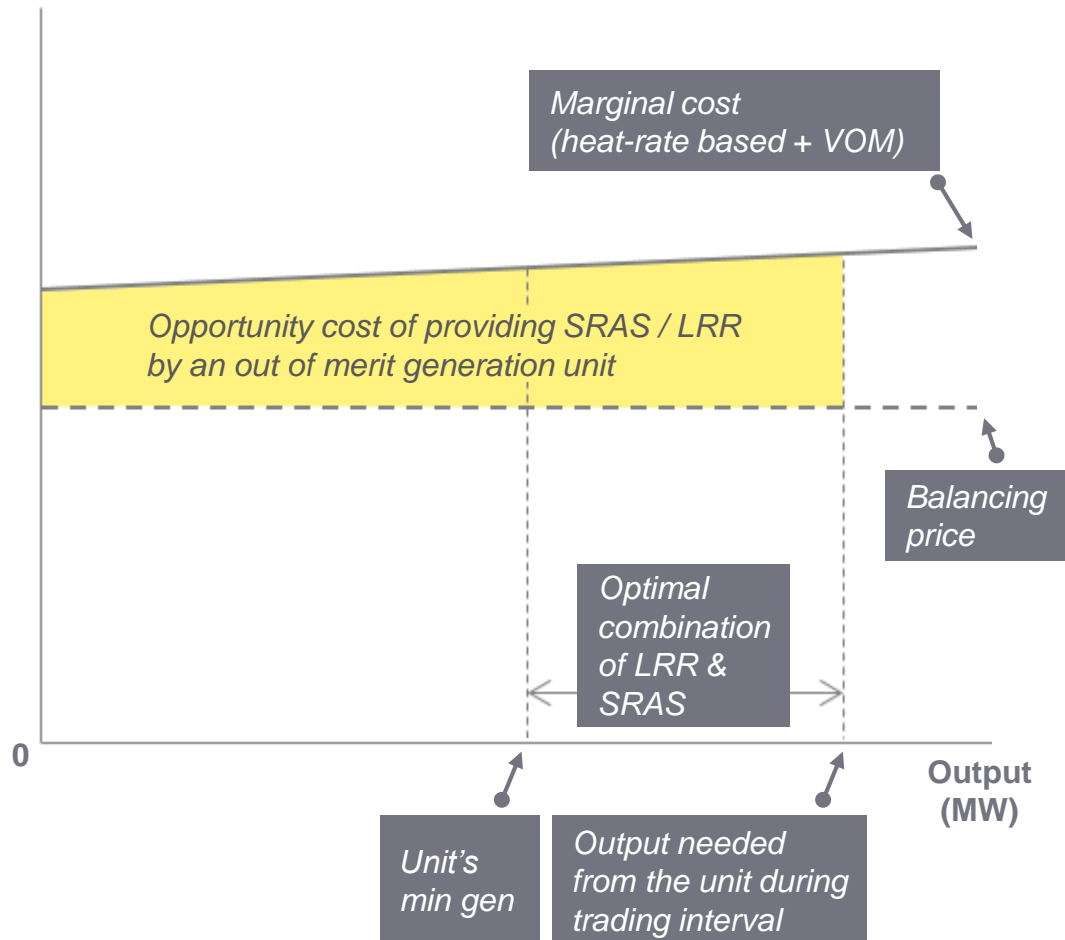 Marginal cost
(heat-rate based + VOM)
Opportunity cost of providing SRAS / LRR
by an out of merit generation unit
Balancing
price
Optimal
combination
of LRR &
SRAS
0
Output
(MW)
Unit's
min gen
Output needed
from the unit during
trading interval